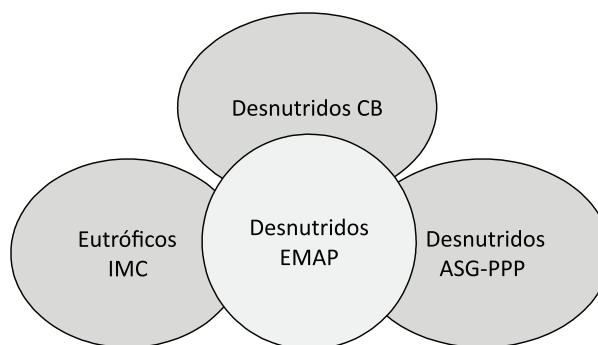 Desnutridos CB
Eutróficos
IMC
Desnutridos
EMAP
Desnutridos
ASG-PPP